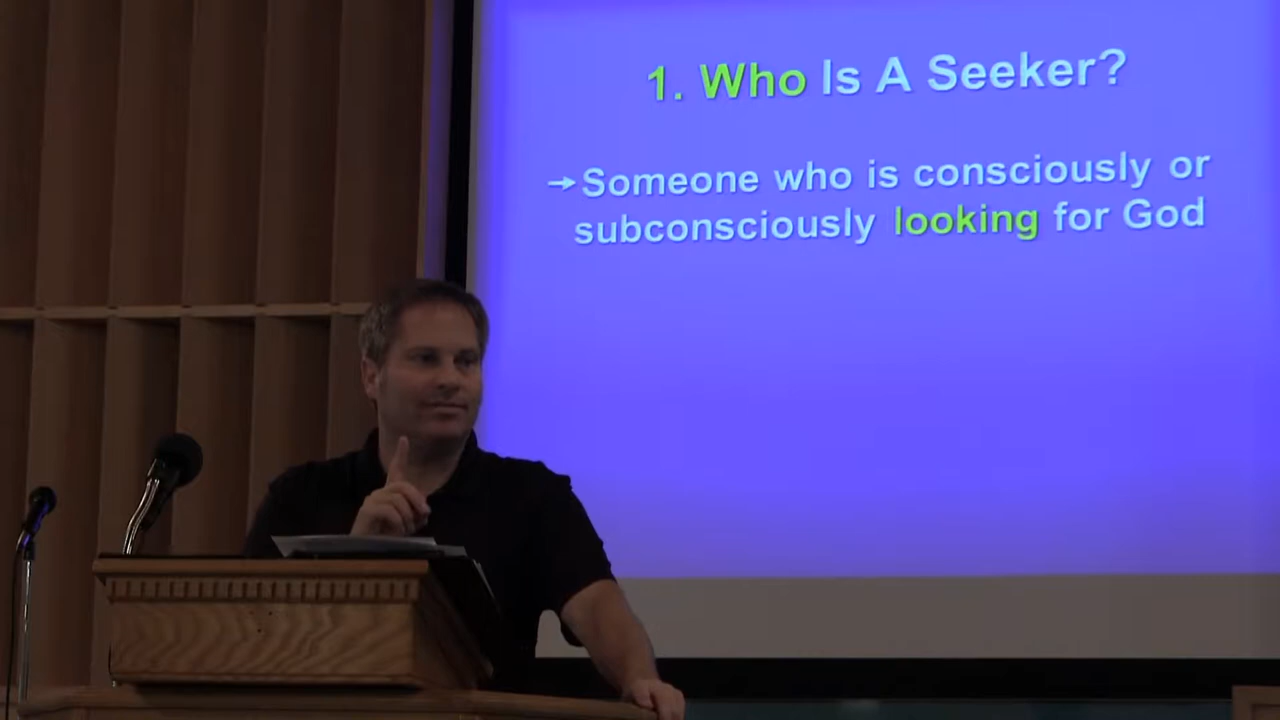 1. Who Is A Seeker?
→Someone who is consciously or
subconsciously looking for God